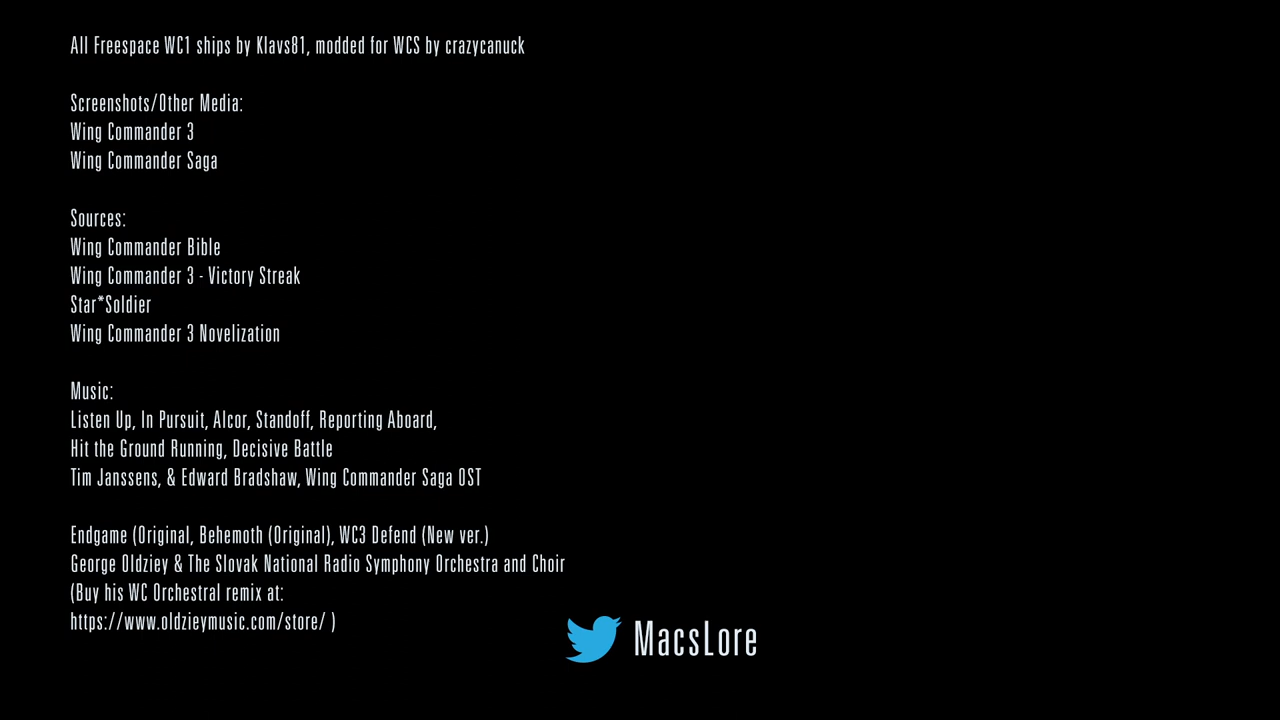 All Freespace WC1 ships by Klavs81, modded for WCS by crazycanuck
Screenshots/Other Media:
Wing Commander 3
Wing Commander Saga
Sources:
Wing Commander Bible
Wing Commander 3 - Victory Streak
Star*Soldier
Wing Commander 3 Novelization
Music:
Listen Up, In Pursuit, Alcor, Standoff, Reporting Aboard,
Hit the Ground Running, Decisive Battle
Tim Janssens, & Edward Bradshaw, Wing Commander Saga OST
Endgame (Original, Behemoth (Original), WC3 Defend (New ver.)
George Oldziey & The Slovak National Radio Symphony Orchestra and Choir
(Buy his WC Orchestral remix at:
https://www.oldzieymusic.com/store/ )
MacsLore